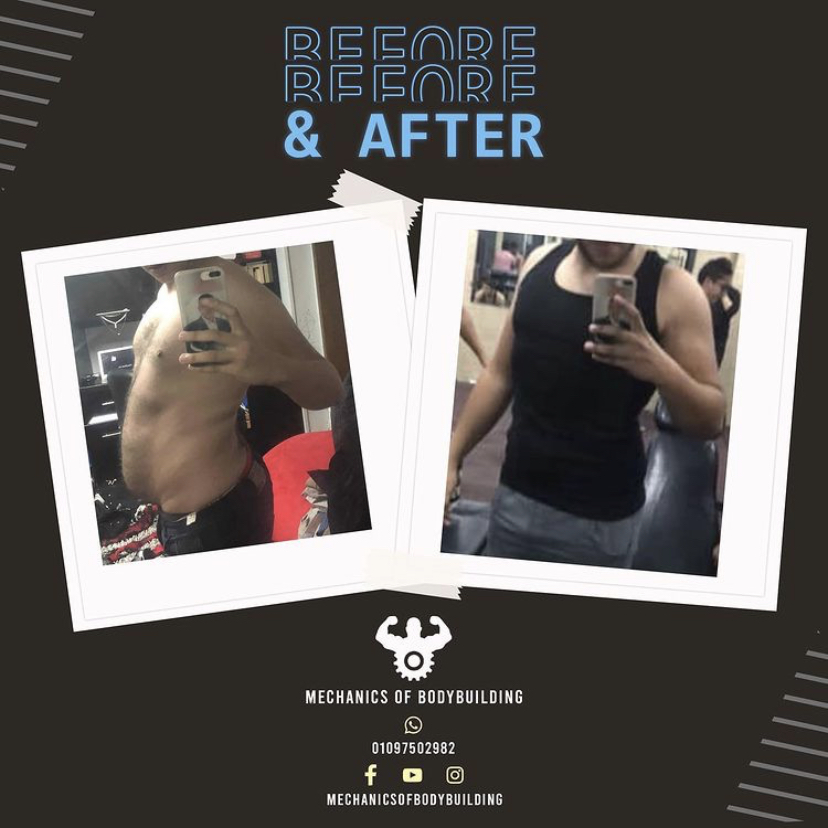 BEFORE
BEFORE
& AFTER
MECHANICS OF BODYBUILDING
01097502982
MECHANICSOFBODYBUILDING